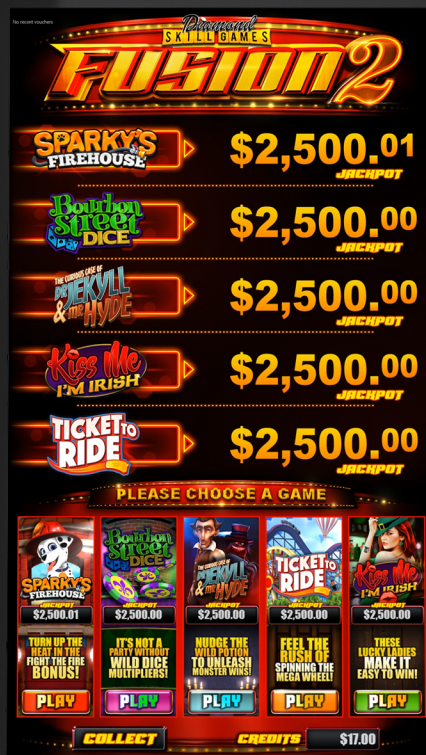 No recent vouchers
Diamond
SKILL GAMES
FUSION 2
SPARKY'S
FIREHOUSE
$2,500.01
JACKPOT
Bourbon
Street
DICE
$2,500.00
JACKPOT
THE CURIOUS CASE OF
DR JEKYLL
& MR HYDE
$2,500.00
JACKPOT
Kiss Me
I'M IRISH
$2,500.00
JACKPOT
TICKET TO
RIDE
$2,500.00
JACKPOT
PLEASE CHOOSE A GAME
SPARKY'S
FIREHOUSE
JACKPOT
$2,500.01
TURN UP THE
HEAT IN THE
FIGHT THE FIRE
BONUS!
PLAY
Bourbon
Street
DICE
JACKPOT
$2,500.00
IT'S NOT A
PARTY WITHOUT
WILD DICE
MULTIPLIERS!
PLAY
THE CURIOUS CASE OF
DR JEKYLL
& MR HYDE
JACKPOT
$2,500.00
NUDGE THE
WILD POTION
TO UNLEASH
MONSTER WINS!
PLAY
TICKET TO
RIDE
JACKPOT
$2,500.00
FEEL THE
RUSH OF
SPINNING THE
MEGA WHEEL!
PLAY
Kiss Me
I'M IRISH
JACKPOT
$2,500.00
THESE
LUCKY LADIES
MAKE IT
EASY TO WIN!
PLAY
COLLECT
CREDITS
$17.00